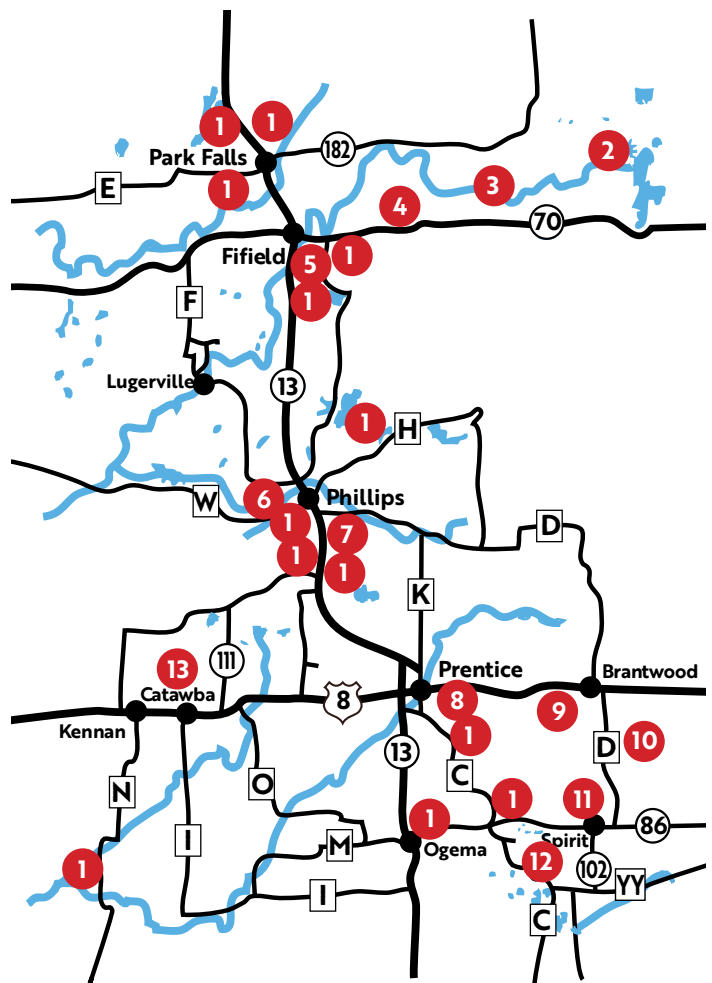 1
1
182
Park Falls
2
E
1
3
4
70
Fifield
5
1
1
F
Lugerville
13
1
H
W
6
Phillips
1
7
D
1
1
K
111
13
Catawba
Prentice
Brantwood
8
8
9
Kennan
1
13
D
10
N
O
C
1
11
I
1
86
M
Ogema
Spirit
1
12
102
I
YY
C